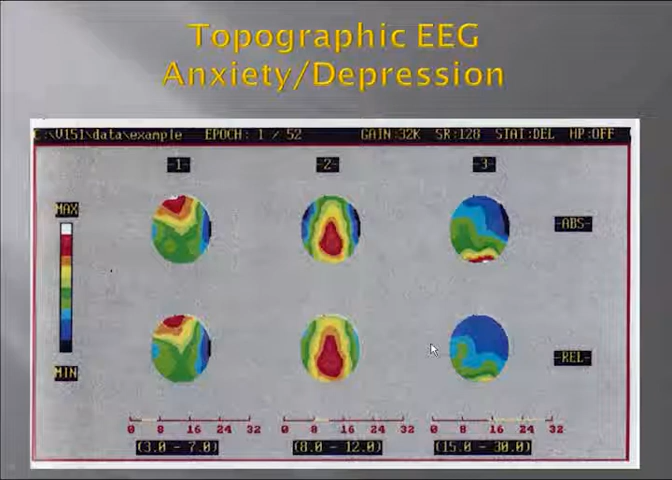 Topographic EEG
Anxiety/Depression
C:\V151\data\example EPOCH: 1 / 52 GAIN:32K SR:128 STAT:DEL HP:OFF
-1- -2- -3-
MAX
-ABS-
MIN
-REL-
0 8 16 24 32 0 8 16 24 32 0 8 16 24 32
(3.0 - 7.0) (8.0 - 12.0) (15.0 - 30.0)